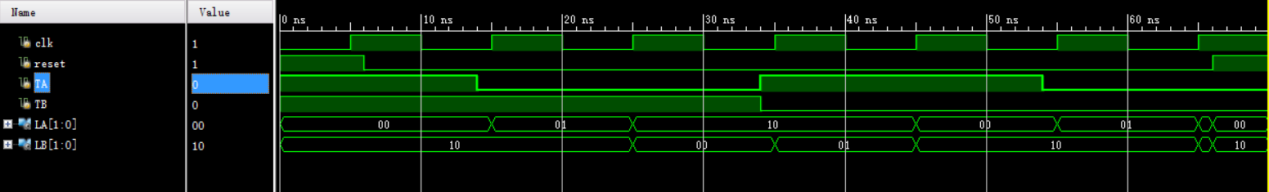 Name Value 0 ns 10 ns 20 ns 30 ns 40 ns 50 ns 60 ns
clk 1
reset 1
TA 0
TB 0
LA[1:0] 00 00 01 10 00 01 00
LB[1:0] 10 10 00 01 10 10